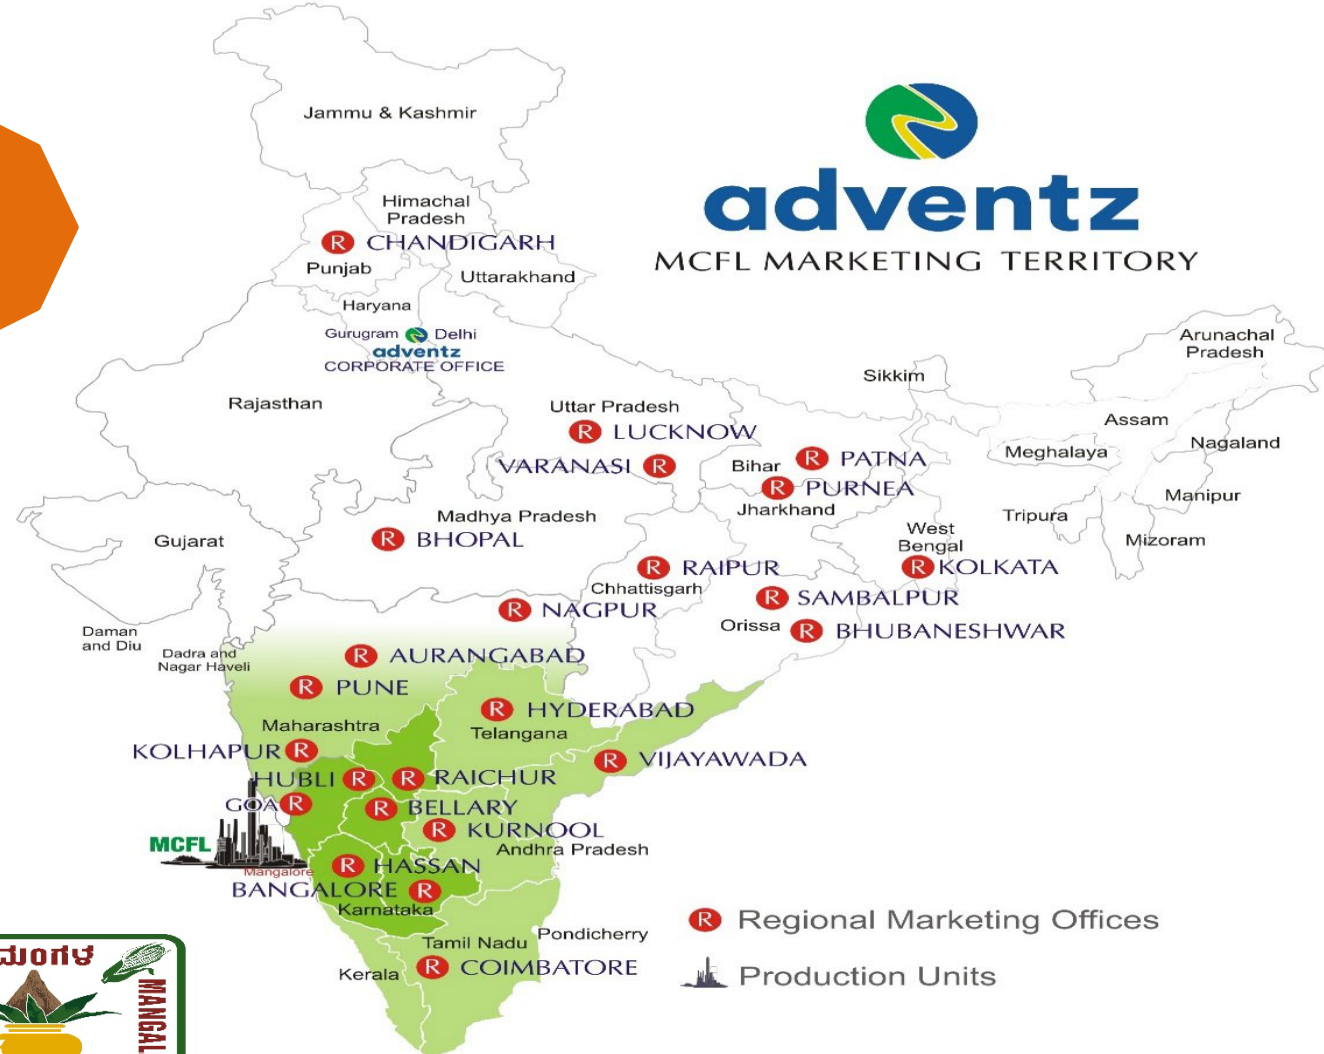 adventz
MCFL MARKETING TERRITORY
Jammu & Kashmir
Himachal
Pradesh
CHANDIGARH
Punjab
Uttarakhand
Haryana
Gurugram Delhi
adventz
CORPORATE OFFICE
Rajasthan
Arunachal
Pradesh
Sikkim
Assam
Nagaland
Meghalaya
Manipur
Tripura
Mizoram
Uttar Pradesh
R LUCKNOW
VARANASI R
Bihar
R PATNA
R PURNEA
Jharkhand
Madhya Pradesh
R BHOPAL
Gujarat
West
Bengal
R KOLKATA
R RAIPUR
Chhattisgarh
R SAMBALPUR
R NAGPUR
Orissa
R BHUBANESHWAR
Daman
and Diu
Dadra and
Nagar Haveli
R AURANGABAD
R PUNE
Maharashtra
R HYDERABAD
Telangana
KOLHAPUR R
R VIJAYAWADA
HUBLI R
R RAICHUR
GOA R
R BELLARY
R KURNOOL
Andhra Pradesh
MCFL
Mangalore
R HASSAN
BANGALORE R
Karnataka
R Regional Marketing Offices
Production Units
Pondicherry
Tamil Nadu
R COIMBATORE
Kerala
MANGAL